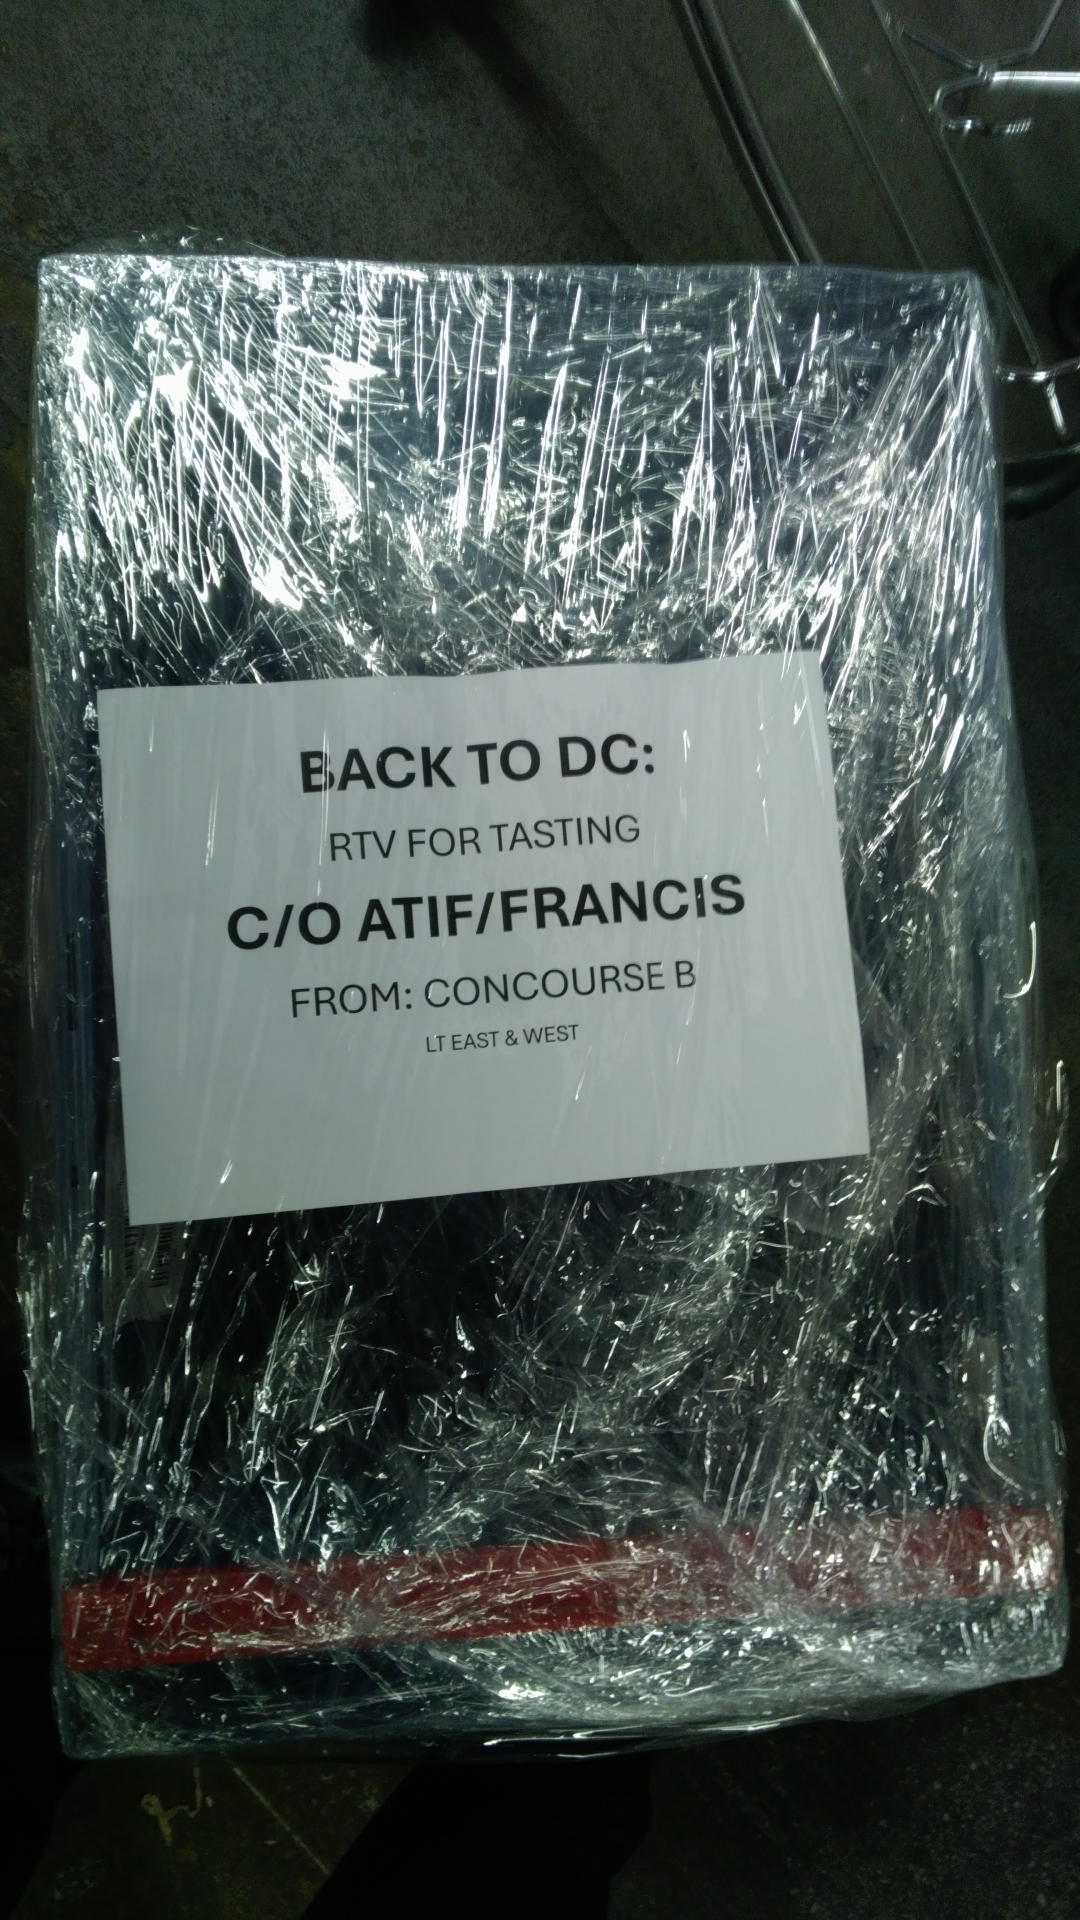 BACK TO DC:
RTV FOR TASTING
C/O ATIF/FRANCIS
FROM: CONCOURSE B
LT EAST & WEST